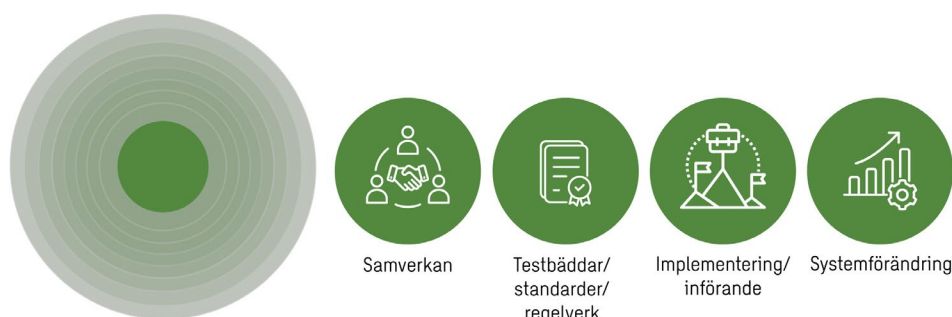 Samverkan
Testbäddar/
standarder/
regelverk
Implementering/
införande
Systemförändring